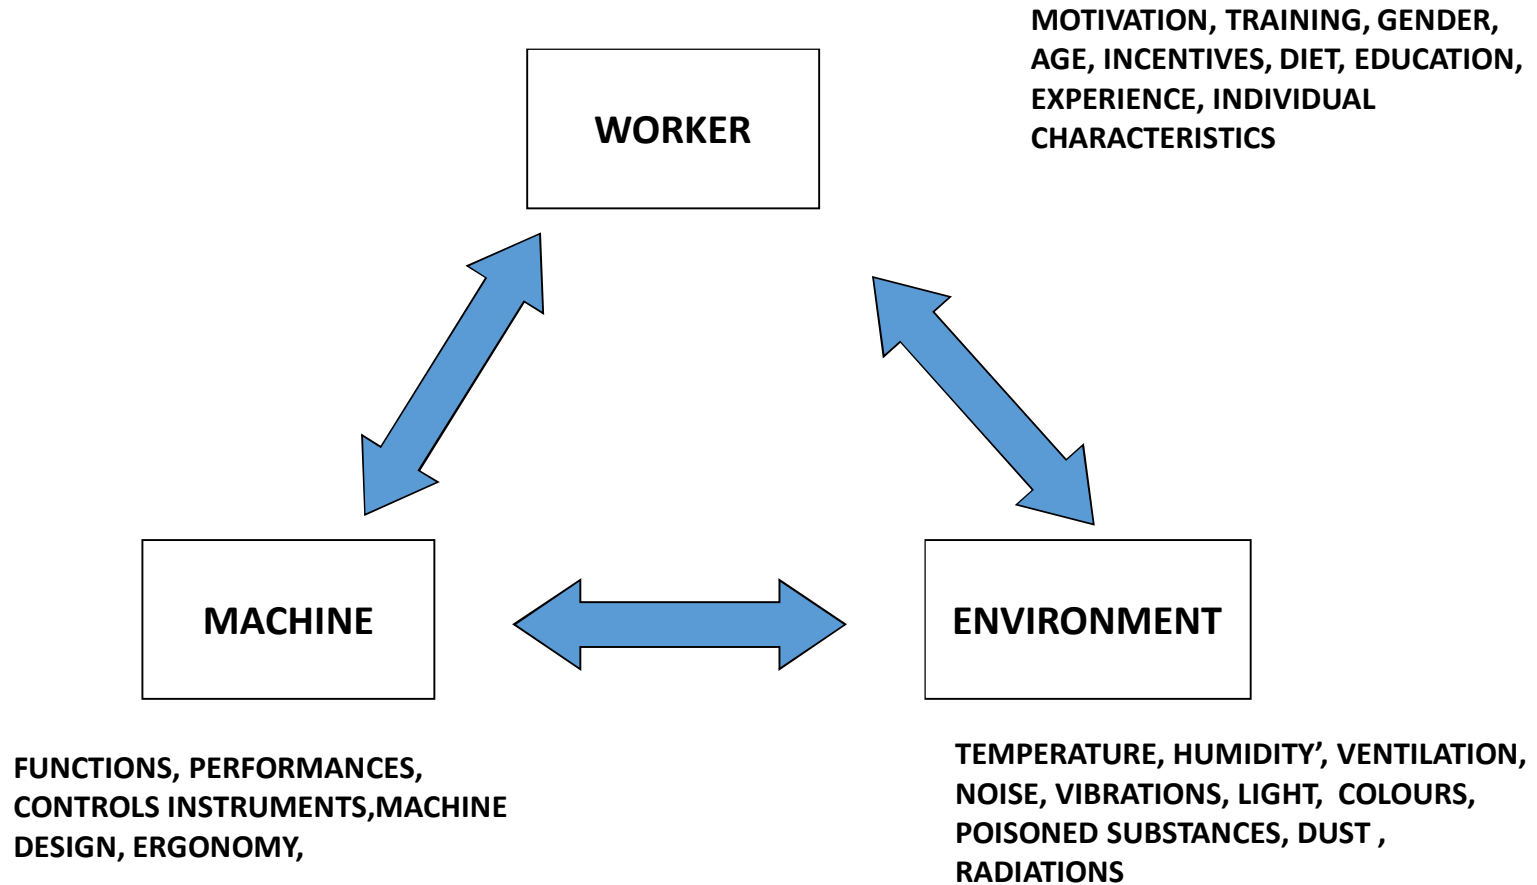 MOTIVATION, TRAINING, GENDER,
AGE, INCENTIVES, DIET, EDUCATION,
EXPERIENCE, INDIVIDUAL
CHARACTERISTICS
WORKER
MACHINE
ENVIRONMENT
FUNCTIONS, PERFORMANCES,
CONTROLS INSTRUMENTS,MACHINE
DESIGN, ERGONOMY,
TEMPERATURE, HUMIDITY’, VENTILATION,
NOISE, VIBRATIONS, LIGHT, COLOURS,
POISONED SUBSTANCES, DUST ,
RADIATIONS